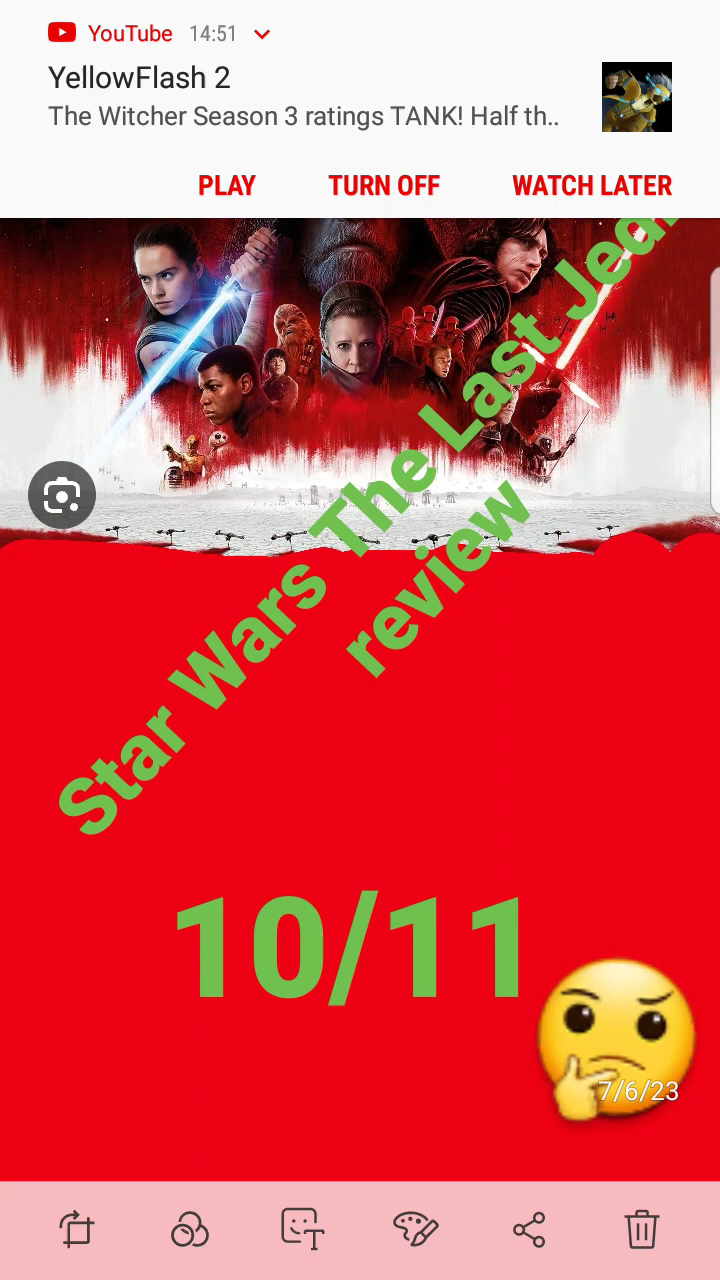 YouTube 14:51
YellowFlash 2
The Witcher Season 3 ratings TANK! Half th..
PLAY TURN OFF WATCH LATER
Star Wars The Last Jedi
review
10/11
7/6/23
T